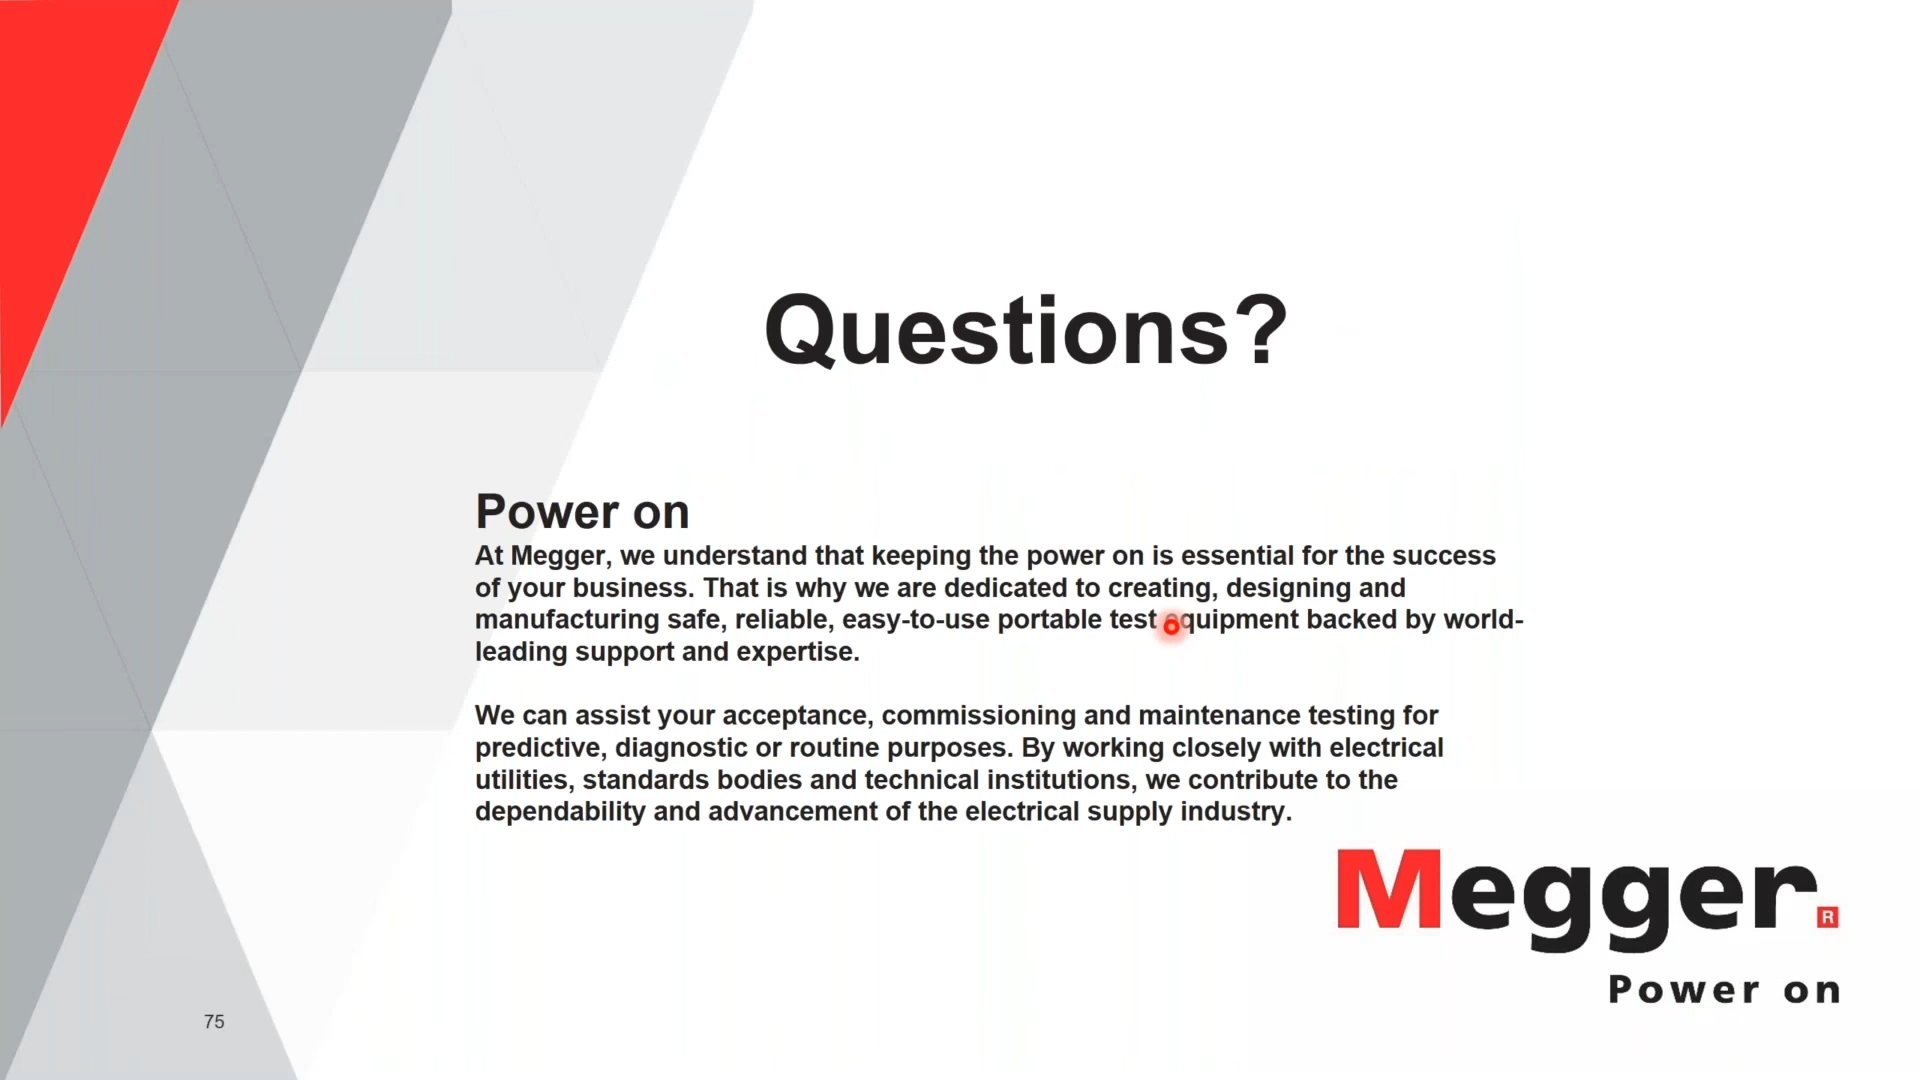 Questions?
Power on
At Megger, we understand that keeping the power on is essential for the success
of your business. That is why we are dedicated to creating, designing and
manufacturing safe, reliable, easy-to-use portable test equipment backed by world-
leading support and expertise.
We can assist your acceptance, commissioning and maintenance testing for
predictive, diagnostic or routine purposes. By working closely with electrical
utilities, standards bodies and technical institutions, we contribute to the
dependability and advancement of the electrical supply industry.
Megger. R
Power on
75